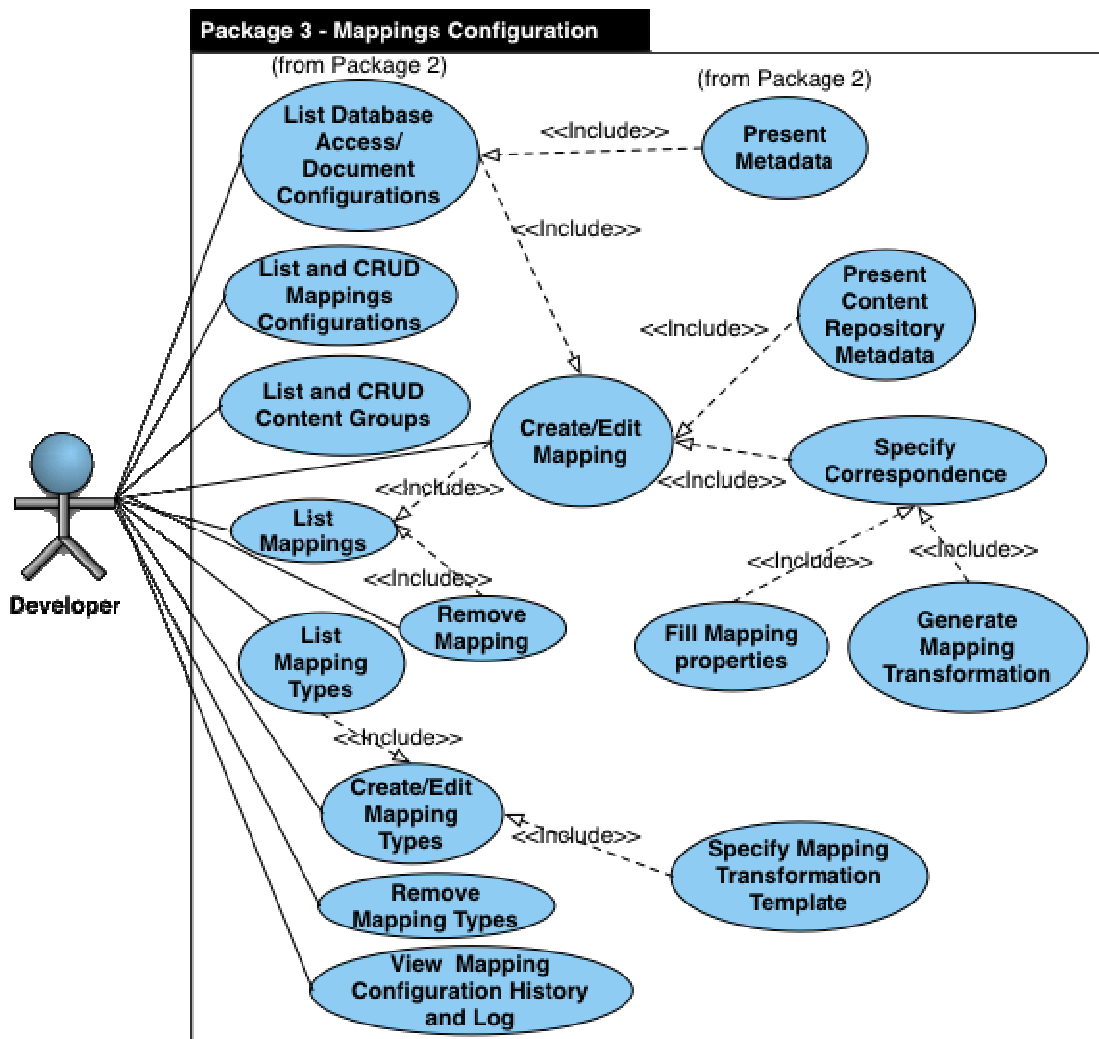 Package 3 - Mappings Configuration
(from Package 2)
List Database
Access/
Document
Configurations
(from Package 2)
<<Include>>
Present
Metadata
<<Include>>
List and CRUD
Mappings
Configurations
Present
Content
Repository
Metadata
<<Include>>
List and CRUD
Content Groups
Create/Edit
Mapping
Specify
Correspondence
<<Include>>
<<Include>>
List
Mappings
<<Include>>
Remove
Mapping
<<Include>>
<<Include>>
Fill Mapping
properties
Generate
Mapping
Transformation
Developer
List
Mapping
Types
<<Include>>
Create/Edit
Mapping
Types
<<Include>>
Specify Mapping
Transformation
Template
Remove
Mapping Types
View Mapping
Configuration History
and Log